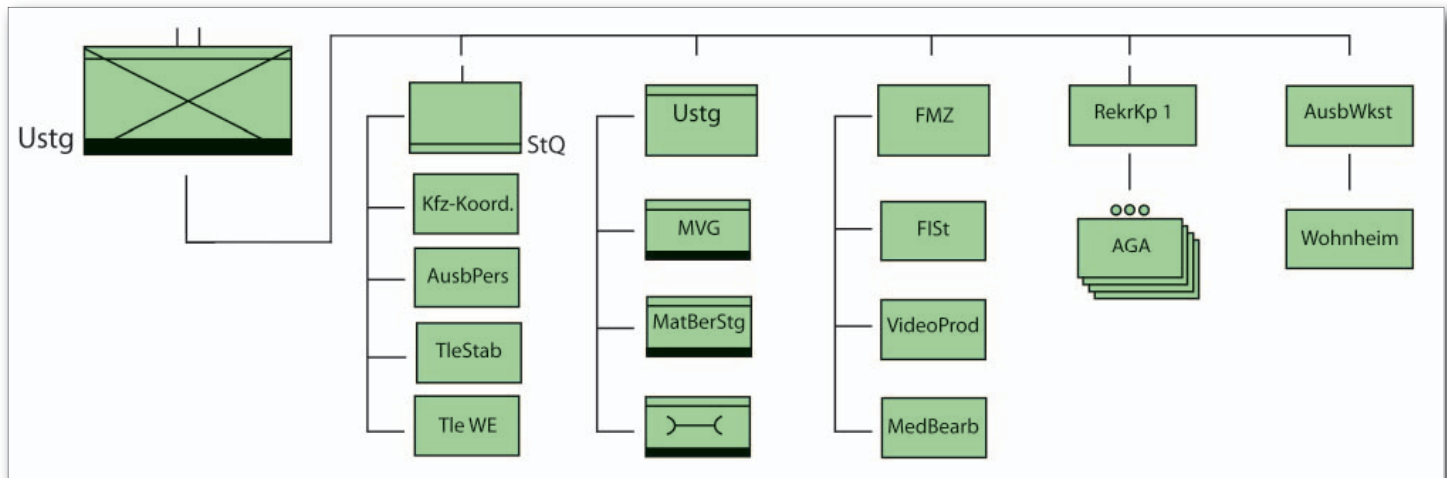 Ustg
StQ
Kfz-Koord.
AusbPers
TleStab
Tle WE
Ustg
MVG
MatBerStg
FMZ
FISt
VideoProd
MedBearb
RekrKp 1
AGA
AusbWkst
Wohnheim